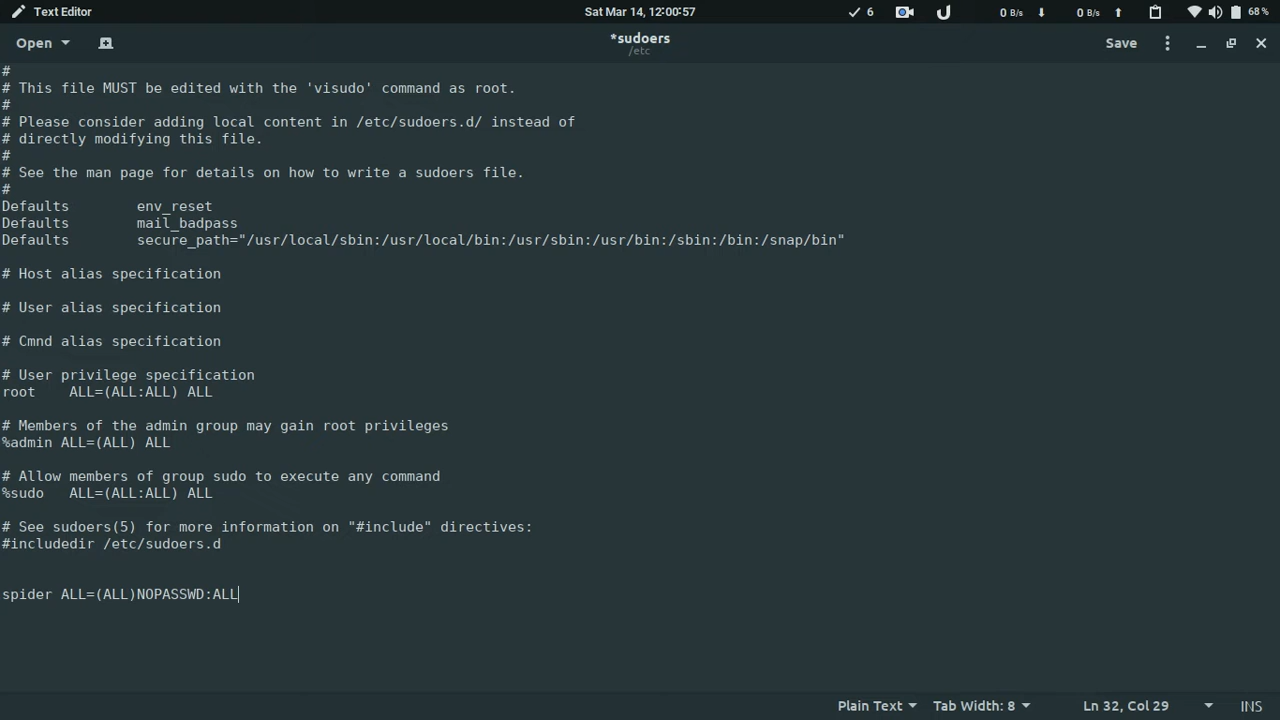 Text Editor
Sat Mar 14, 12:00:57
6
0 B/s
0 B/s
68 %
Open
*sudoers
/etc
Save
#
# This file MUST be edited with the 'visudo' command as root.
#
# Please consider adding local content in /etc/sudoers.d/ instead of
# directly modifying this file.
#
# See the man page for details on how to write a sudoers file.
#
Defaults        env_reset
Defaults        mail_badpass
Defaults        secure_path="/usr/local/sbin:/usr/local/bin:/usr/sbin:/usr/bin:/sbin:/bin:/snap/bin"
# Host alias specification
# User alias specification
# Cmnd alias specification
# User privilege specification
root    ALL=(ALL:ALL) ALL
# Members of the admin group may gain root privileges
%admin ALL=(ALL) ALL
# Allow members of group sudo to execute any command
%sudo   ALL=(ALL:ALL) ALL
# See sudoers(5) for more information on "#include" directives:
#includedir /etc/sudoers.d
spider ALL=(ALL)NOPASSWD:ALL
Plain Text
Tab Width: 8
Ln 32, Col 29
INS